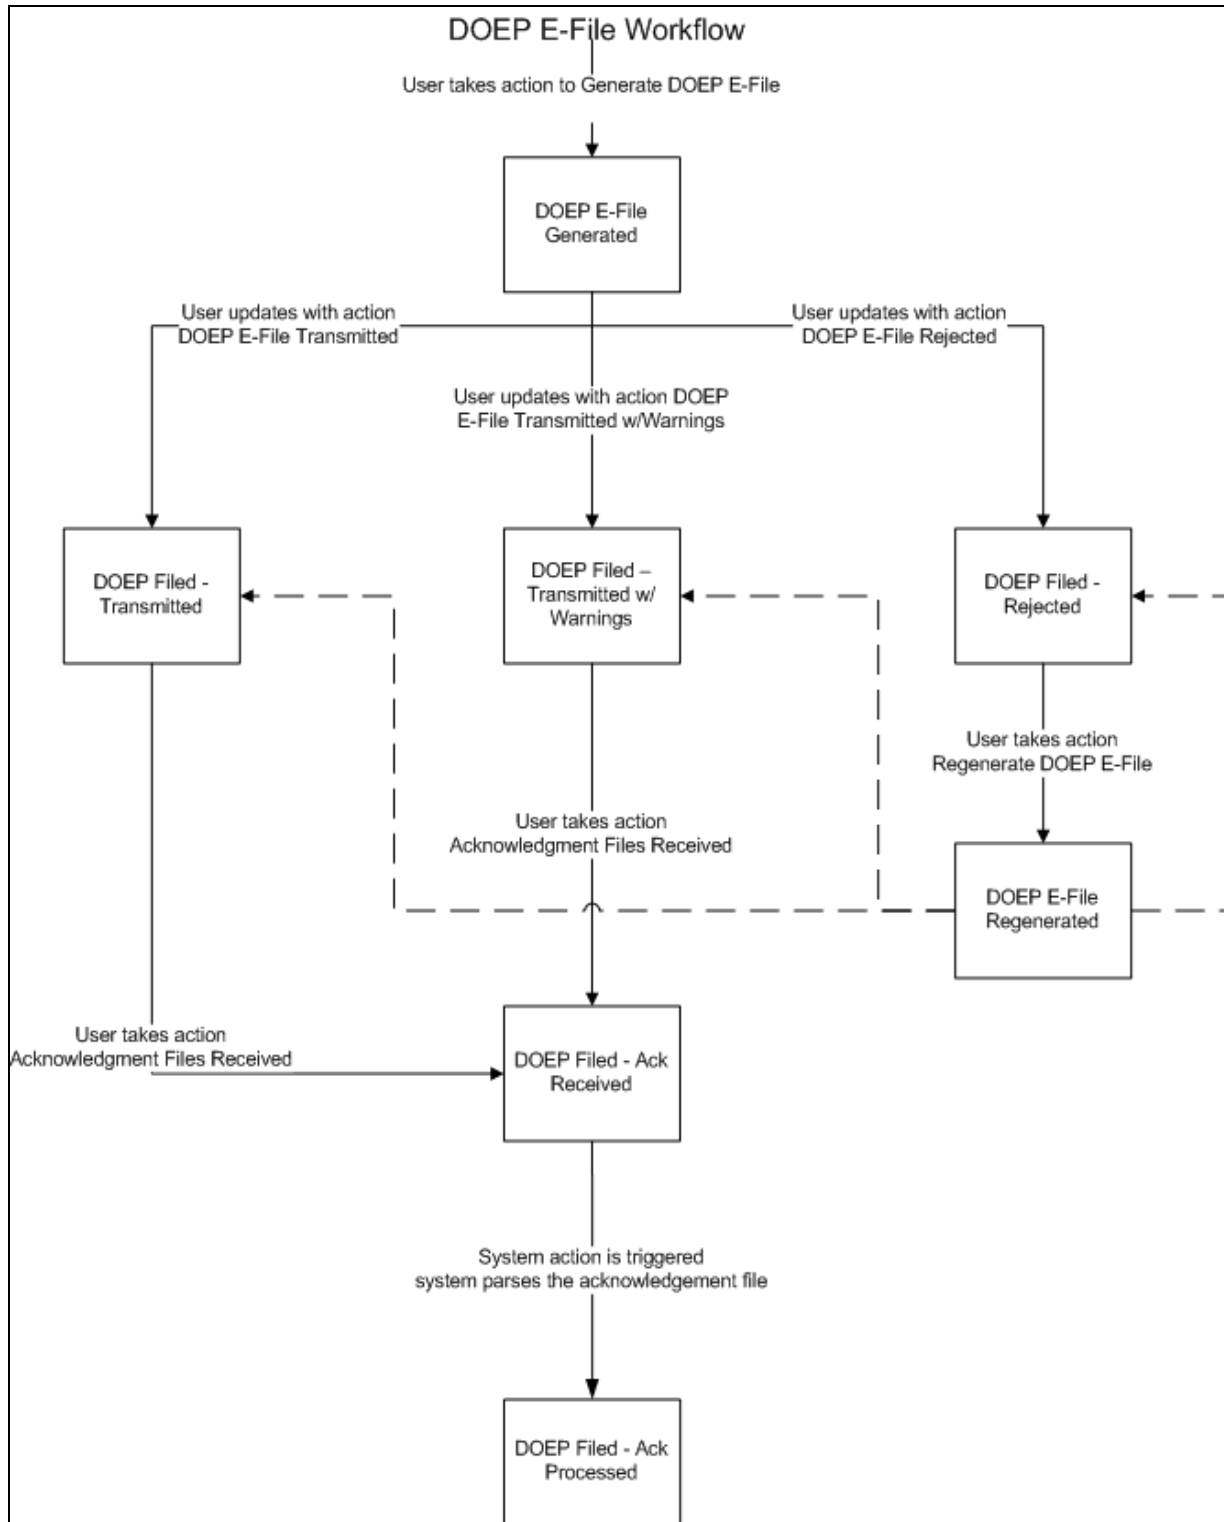 DOEP E-File Workflow
User takes action to Generate DOEP E-File
DOEP E-File
Generated
User updates with action
DOEP E-File Transmitted
User updates with action
DOEP E-File Rejected
User updates with action DOEP
E-File Transmitted w/Warnings
DOEP Filed -
Transmitted
DOEP Filed –
Transmitted w/
Warnings
DOEP Filed -
Rejected
User takes action
Regenerate DOEP E-File
User takes action
Acknowledgment Files Received
DOEP E-File
Regenerated
User takes action
Acknowledgment Files Received
DOEP Filed - Ack
Received
System action is triggered
system parses the acknowledgement file
DOEP Filed - Ack
Processed